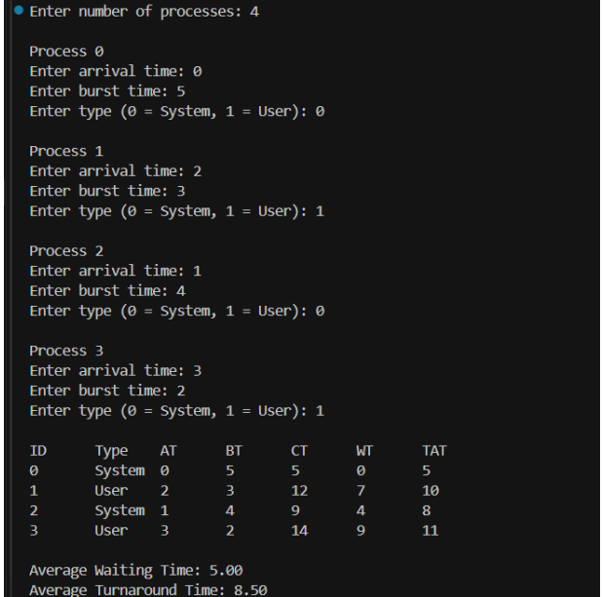 Enter number of processes: 4
Process 0
Enter arrival time: 0
Enter burst time: 5
Enter type (0 = System, 1 = User): 0
Process 1
Enter arrival time: 2
Enter burst time: 3
Enter type (0 = System, 1 = User): 1
Process 2
Enter arrival time: 1
Enter burst time: 4
Enter type (0 = System, 1 = User): 0
Process 3
Enter arrival time: 3
Enter burst time: 2
Enter type (0 = System, 1 = User): 1
ID Type AT BT CT WT TAT
0 System 0 5 5 0 5
1 User 2 3 12 7 10
2 System 1 4 9 4 8
3 User 3 2 14 9 11
Average Waiting Time: 5.00
Average Turnaround Time: 8.50